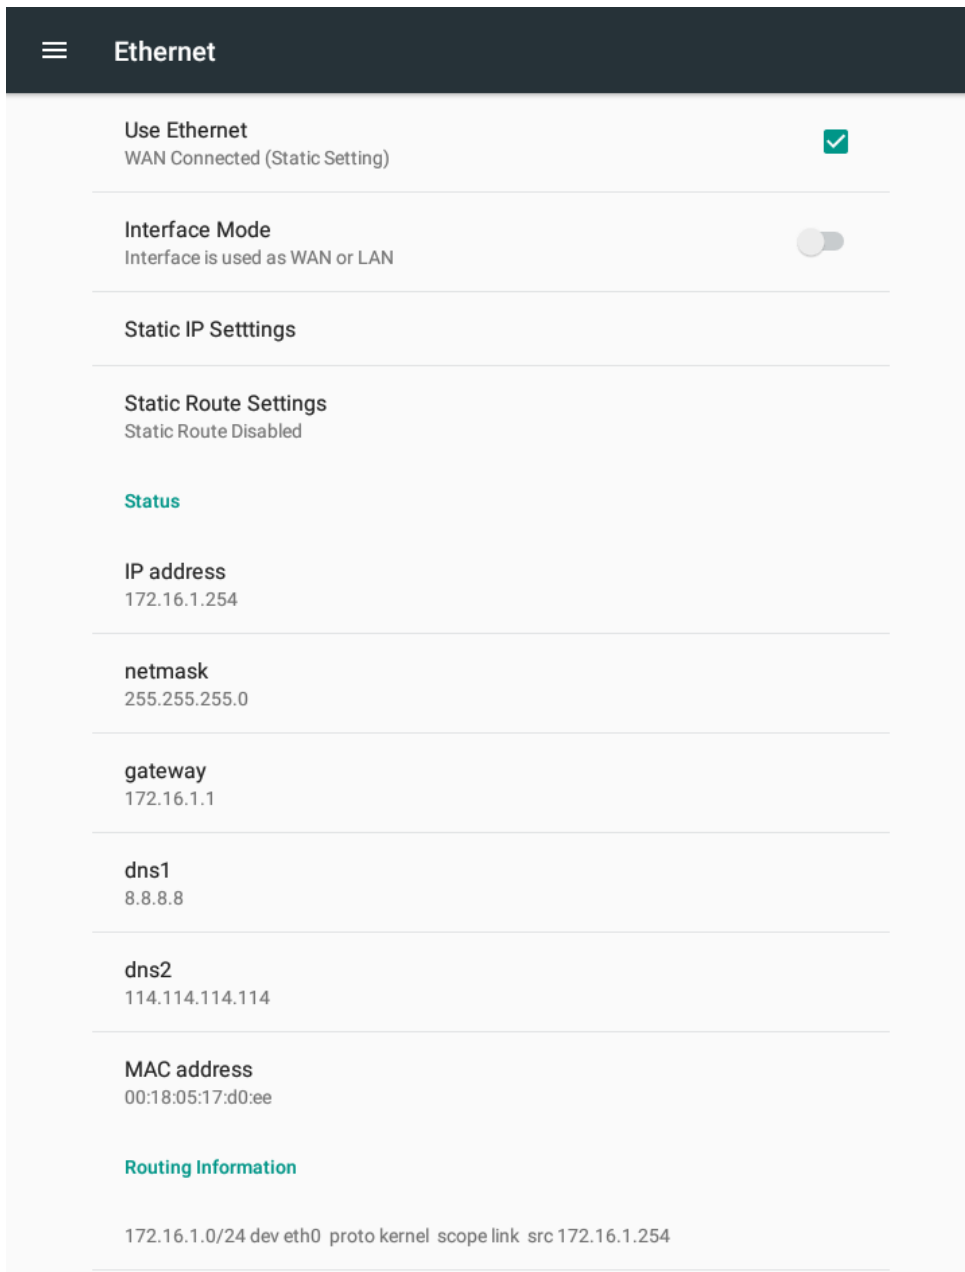 Ethernet
Use Ethernet
WAN Connected (Static Setting)
Interface Mode
Interface is used as WAN or LAN
Static IP Setttings
Static Route Settings
Static Route Disabled
Status
IP address
172.16.1.254
netmask
255.255.255.0
gateway
172.16.1.1
dns1
8.8.8.8
dns2
114.114.114.114
MAC address
00:18:05:17:d0:ee
Routing Information
172.16.1.0/24 dev eth0 proto kernel scope link src 172.16.1.254